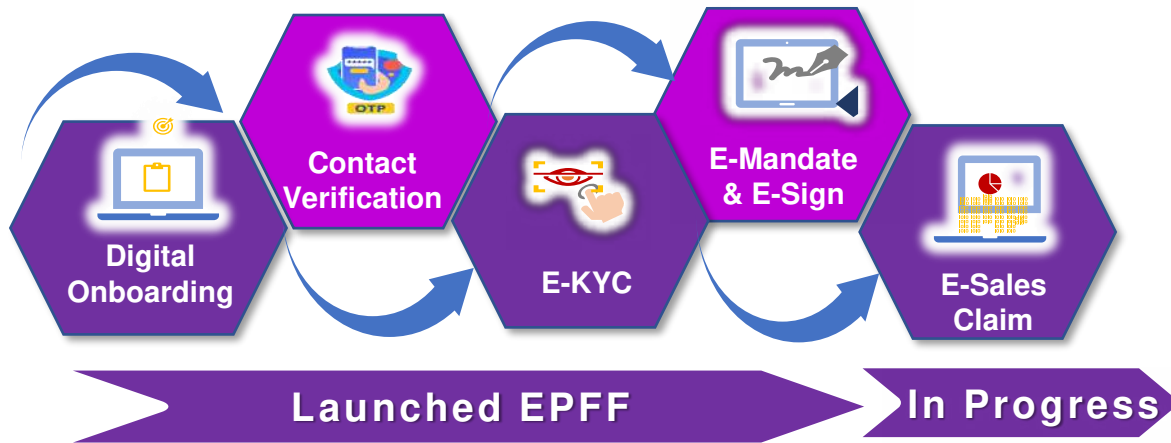 Digital
Onboarding
OTP
Contact
Verification
E-KYC
E-Mandate
& E-Sign
E-Sales
Claim
Launched EPFF
In Progress